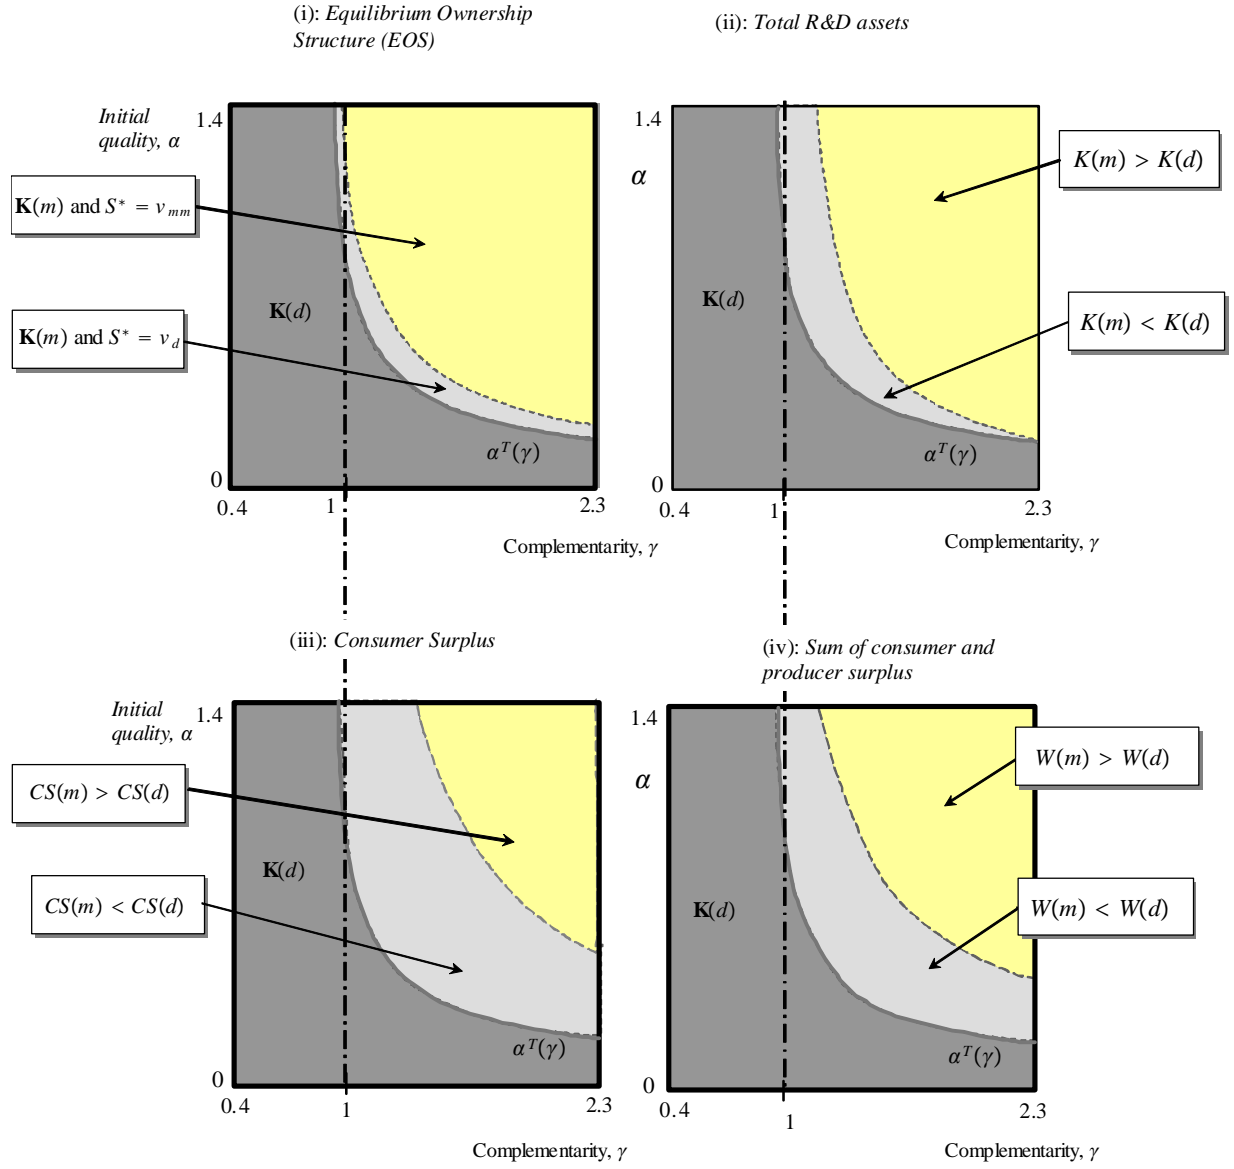 (i): Equilibrium Ownership
Structure (EOS)
(ii): Total R&D assets
Initial
quality, α
1.4
K(m) and S* = v_mm
K(d)
K(m) and S* = v_d
α^T(γ)
0
0.4
1
2.3
Complementarity, γ
1.4
α
K(m) > K(d)
K(d)
K(m) < K(d)
α^T(γ)
0
0.4
1
2.3
Complementarity, γ
(iii): Consumer Surplus
(iv): Sum of consumer and
producer surplus
Initial
quality, α
1.4
CS(m) > CS(d)
K(d)
CS(m) < CS(d)
α^T(γ)
0
0.4
1
2.3
Complementarity, γ
1.4
α
W(m) > W(d)
K(d)
W(m) < W(d)
α^T(γ)
0
0.4
1
2.3
Complementarity, γ